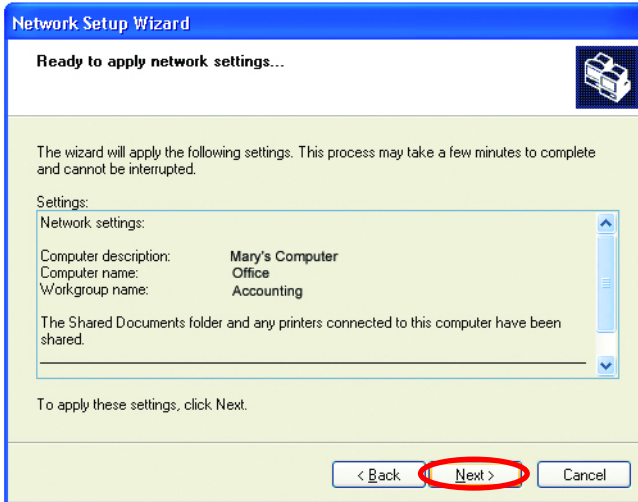 Network Setup Wizard
Ready to apply network settings...
The wizard will apply the following settings. This process may take a few minutes to complete
and cannot be interrupted.
Settings:
Network settings:
Computer description: Mary's Computer
Computer name: Office
Workgroup name: Accounting
The Shared Documents folder and any printers connected to this computer have been
shared.
To apply these settings, click Next.
< Back Next > Cancel